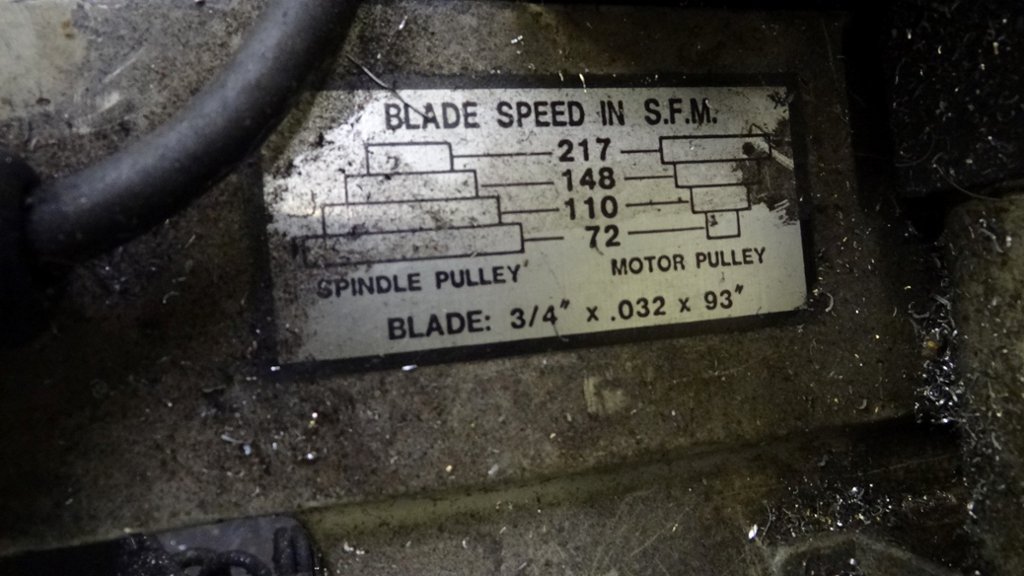 BLADE SPEED IN S.F.M.
217
148
110
72
SPINDLE PULLEY MOTOR PULLEY
BLADE: 3/4" x .032 x 93"